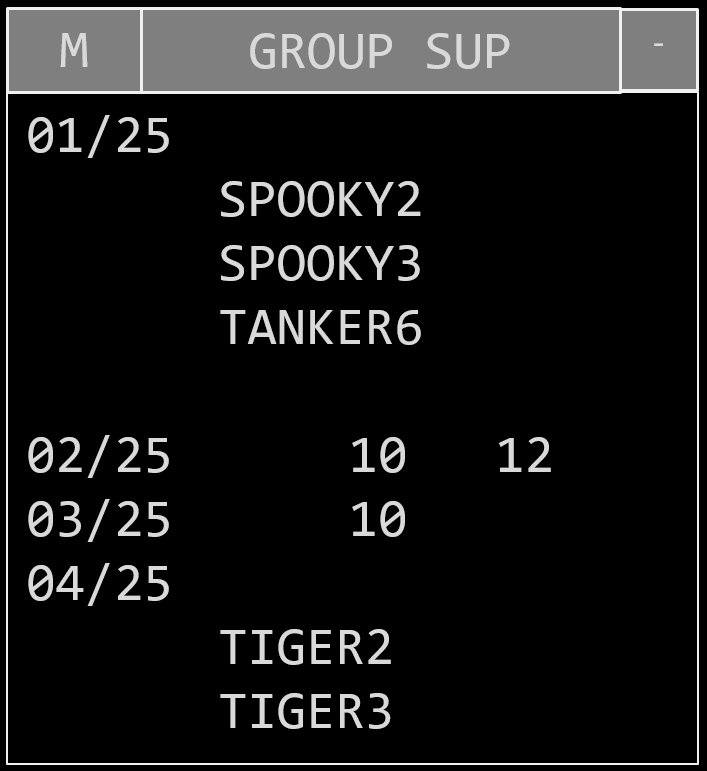 M GROUP SUP -
01/25
SPOOKY2
SPOOKY3
TANKER6
02/25 10 12
03/25 10
04/25
TIGER2
TIGER3